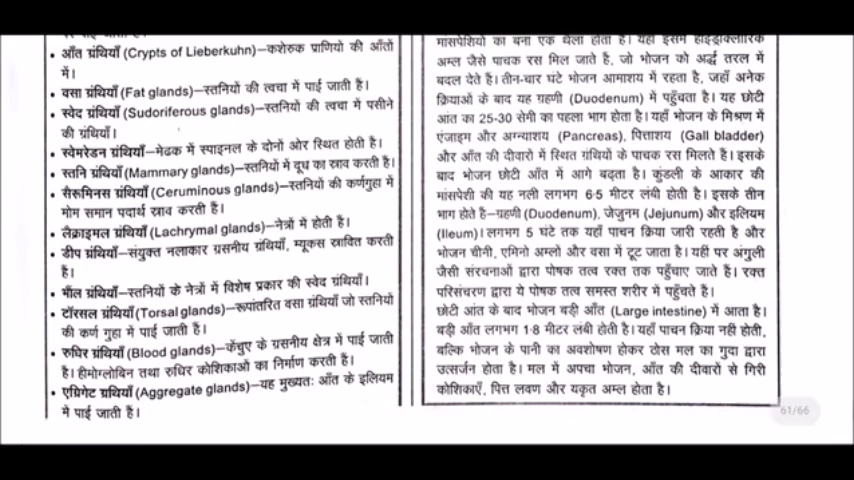 • आँत ग्रंथियाँ (Crypts of Lieberkuhn)–कशेरुक प्राणियो की आँतों
में।
• वसा ग्रंथियाँ (Fat glands)–स्तनियों की त्वचा में पाई जाती है।
• स्वेद ग्रंथियाँ (Sudoriferous glands)–स्तनियों की त्वचा में पसीने
की ग्रंथियाँ।
• स्वेमरेडन ग्रंथियाँ–मेढक में स्पाइनल के दोनों ओर स्थित होती है।
• स्तनि ग्रंथियाँ (Mammary glands)–स्तनियो में दूध का स्राव करती है।
• सैरूमिनस ग्रंथियाँ (Ceruminous glands)–स्तनियों की कर्णगुहा में
मोम समान पदार्थ स्राव करती है।
• लैक्राइमल ग्रंथियाँ (Lachrymal glands)–नेत्रों में होती है।
• डीप ग्रंथियाँ–संयुक्त नलाकार ग्रसनीय ग्रंथियाँ, म्यूकस स्रावित करती
है।
• भौल ग्रंथियाँ–स्तनियों के नेत्रों में विशेष प्रकार की स्वेद ग्रंथियाँ।
• टॉरसल ग्रंथियाँ (Torsal glands)–रूपांतरित वसा ग्रंथियाँ जो स्तनियों
की कर्ण गुहा में पाई जाती हैं।
• रुधिर ग्रंथियाँ (Blood glands)–केंचुए के ग्रसनीय क्षेत्र में पाई जाती
है। हीमोग्लोबिन तथा रुधिर कोशिकाओं का निर्माण करती है।
• एग्रिगेट ग्रंथियाँ (Aggregate glands)–यह मुख्यतः आँत के इलियम
में पाई जाती हैं।
मांसपेशियो का बना एक थैला होता है। यहाँ इसमें हाइड्रोक्लोरिक
अम्ल जैसे पाचक रस मिल जाते हैं, जो भोजन को अर्द्ध तरल में
बदल देते हैं। तीन-चार घंटे भोजन आमाशय में रहता है, जहाँ अनेक
क्रियाओं के बाद यह ग्रहणी (Duodenum) में पहुँचता है। यह छोटी
आंत का 25-30 सेमी का पहला भाग होता है। यहाँ भोजन के मिश्रण में
एंजाइम और अग्न्याशय (Pancreas), पित्ताशय (Gall bladder)
और आँत की दीवारों में स्थित ग्रंथियों के पाचक रस मिलते हैं। इसके
बाद भोजन छोटी आँत में आगे बढ़ता है। कुंडली के आकार की
मांसपेशी की यह नली लगभग 6·5 मीटर लंबी होती है। इसके तीन
भाग होते है–ग्रहणी (Duodenum), जेजुनम (Jejunum) और इलियम
(Ileum)। लगभग 5 घंटे तक यहाँ पाचन क्रिया जारी रहती है और
भोजन चीनी, एमिनो अम्लो और वसा में टूट जाता है। यहीं पर अंगुली
जैसी संरचनाओं द्वारा पोषक तत्व रक्त तक पहुँचाए जाते हैं। रक्त
परिसंचरण द्वारा ये पोषक तत्व समस्त शरीर में पहुँचते हैं।
छोटी आंत के बाद भोजन बड़ी आँत (Large intestine) में आता है।
बड़ी आँत लगभग 1·8 मीटर लंबी होती है। यहाँ पाचन क्रिया नहीं होती,
बल्कि भोजन के पानी का अवशोषण होकर ठोस मल का गुदा द्वारा
उत्सर्जन होता है। मल में अपचा भोजन, आँत की दीवारों से गिरी
कोशिकाएँ, पित्त लवण और यकृत अम्ल होता है।
61/66